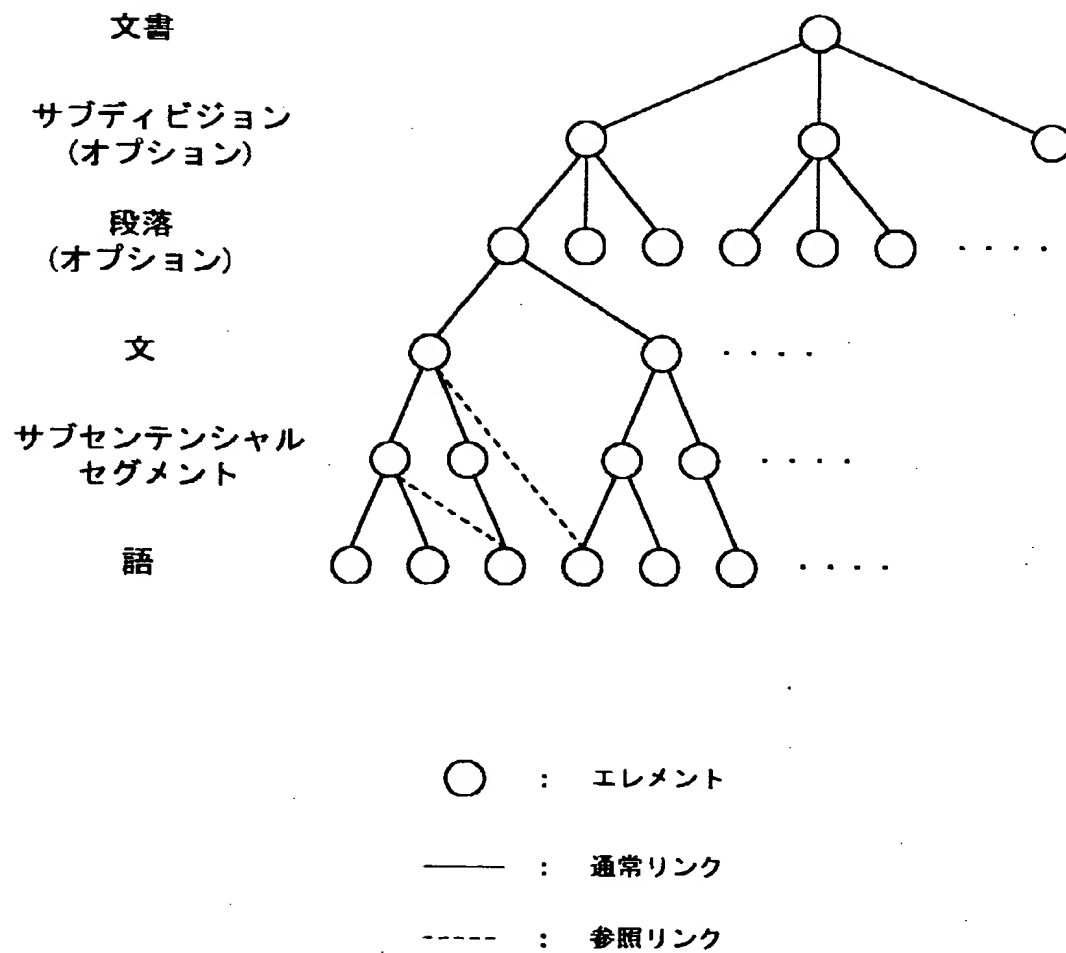 文書
サブディビジョン
(オプション)
段落
(オプション)
文
サブセンテンシャル
セグメント
語
: エレメント
: 通常リンク
: 参照リンク